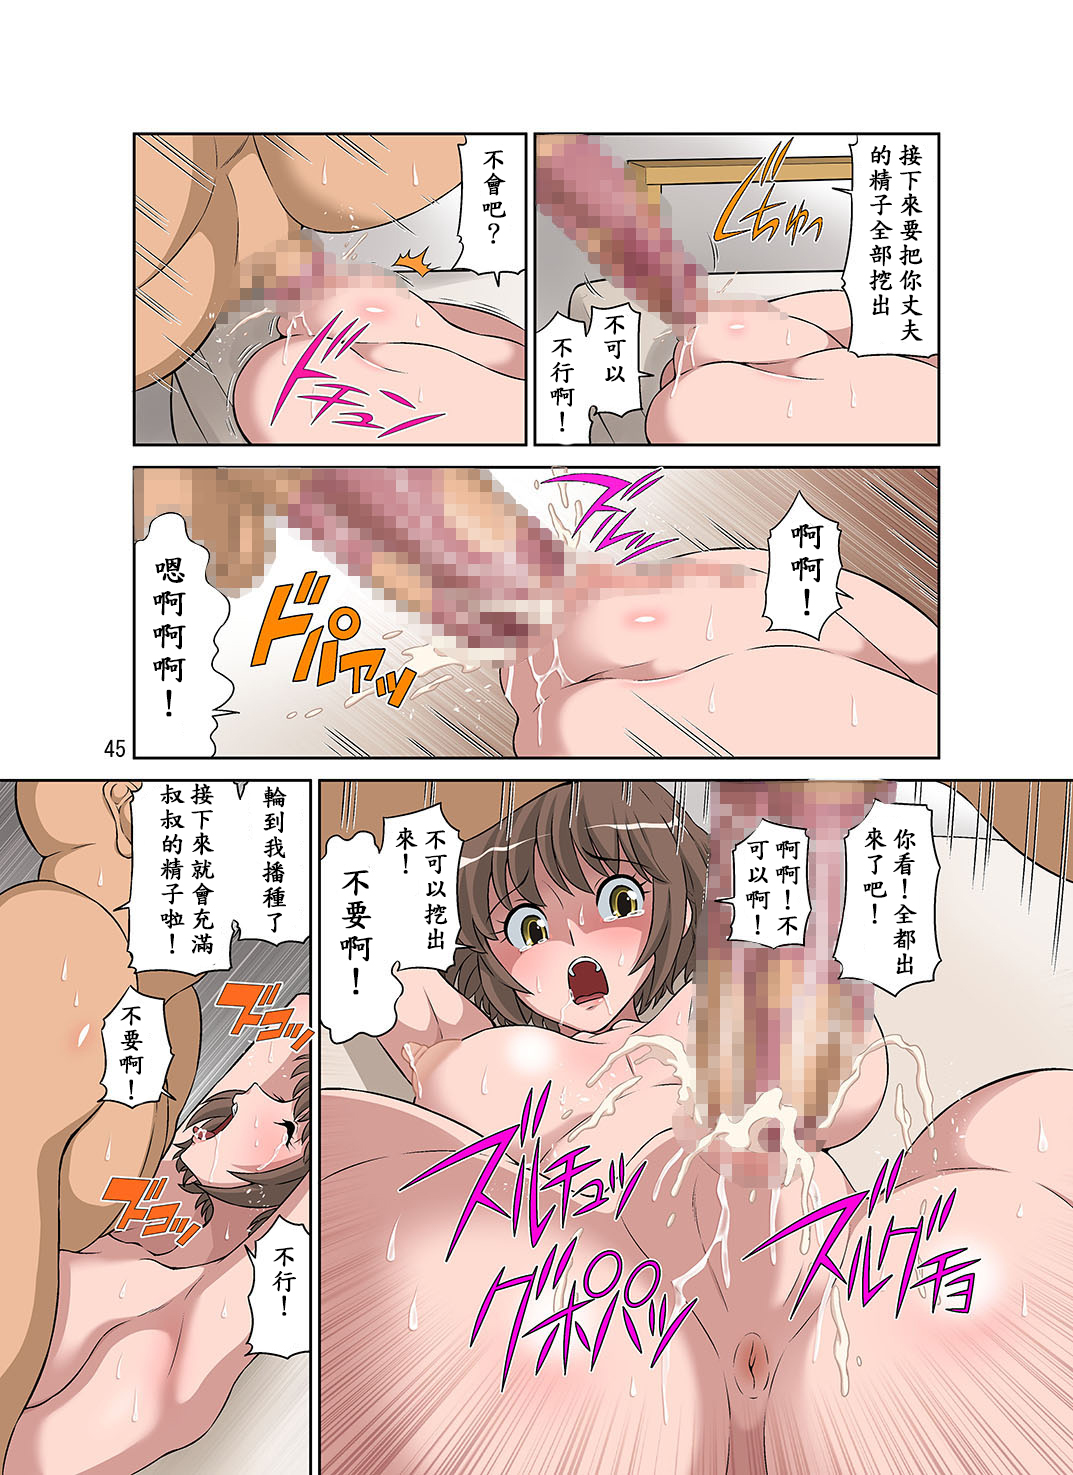 接下來要把你丈夫
的精子全部挖出
ぐちゅっ
不可以
不行啊！
不會吧？
ドチュン
ズルッ
啊啊！
ドパアッ
嗯啊啊啊！
45
你看！全都出
來了吧！
啊啊！不
可以啊！
不可以挖出
來！
不要啊！
ズルチュッ
グポパッ
ズルグチョ
輪到我播種了
接下來就會充滿
叔叔的精子啦！
ズコッ
不要啊！
ズコッ
不行！